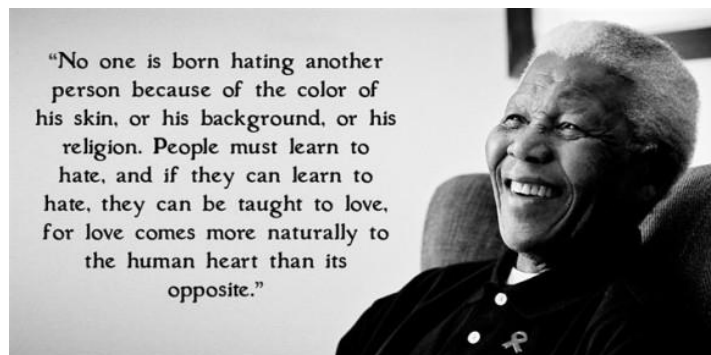 “No one is born hating another
person because of the color of
his skin, or his background, or his
religion. People must learn to
hate, and if they can learn to
hate, they can be taught to love,
for love comes more naturally to
the human heart than its
opposite.”